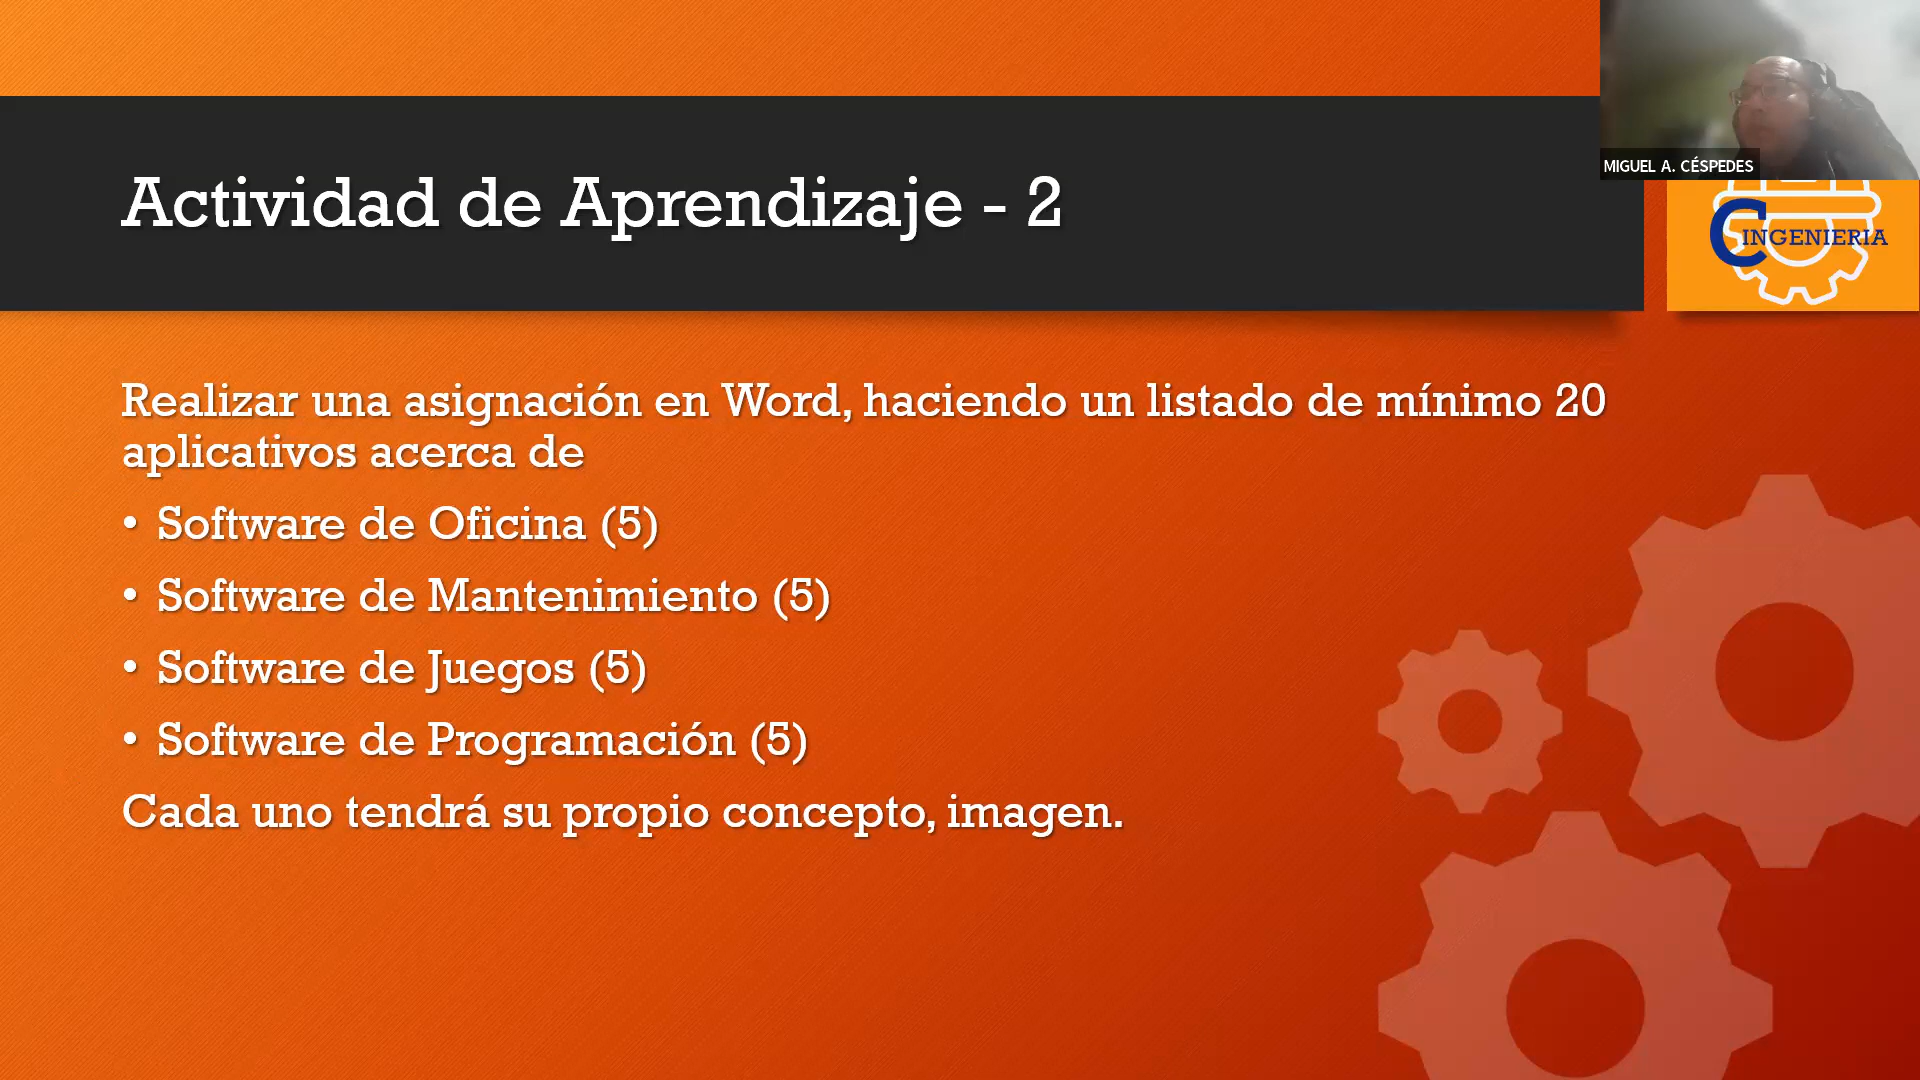 MIGUEL A. CÉSPEDES
Actividad de Aprendizaje - 2
C INGENIERIA
Realizar una asignación en Word, haciendo un listado de mínimo 20
aplicativos acerca de
• Software de Oficina (5)
• Software de Mantenimiento (5)
• Software de Juegos (5)
• Software de Programación (5)
Cada uno tendrá su propio concepto, imagen.